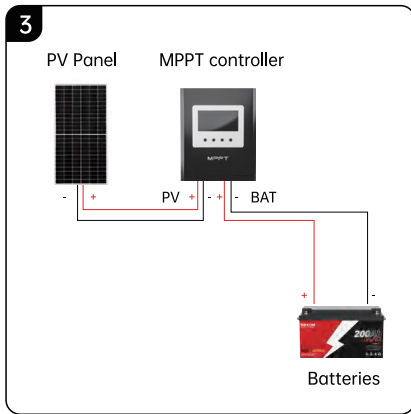 3
PV Panel MPPT controller
MPPT
- + PV + - + - BAT
+ -
200Ah
Batteries